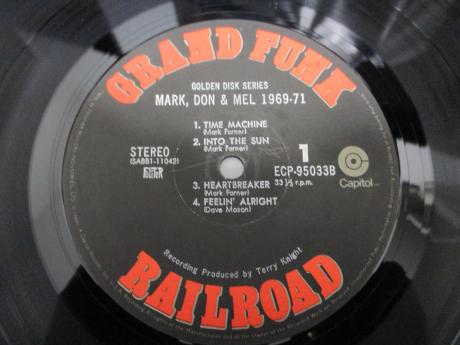 GRAND FUNK
GOLDEN DISK SERIES
MARK, DON & MEL 1969-71
1. TIME MACHINE
(Mark Farner)
2. INTO THE SUN
(Mark Farner)
STEREO
(SABB1-11042)
1
ECP-95033B
33 1/3 r.p.m.
Capitol
3. HEARTBREAKER
(Mark Farner)
4. FEELIN' ALRIGHT
(Dave Mason)
Recording Produced by Terry Knight
RAILROAD